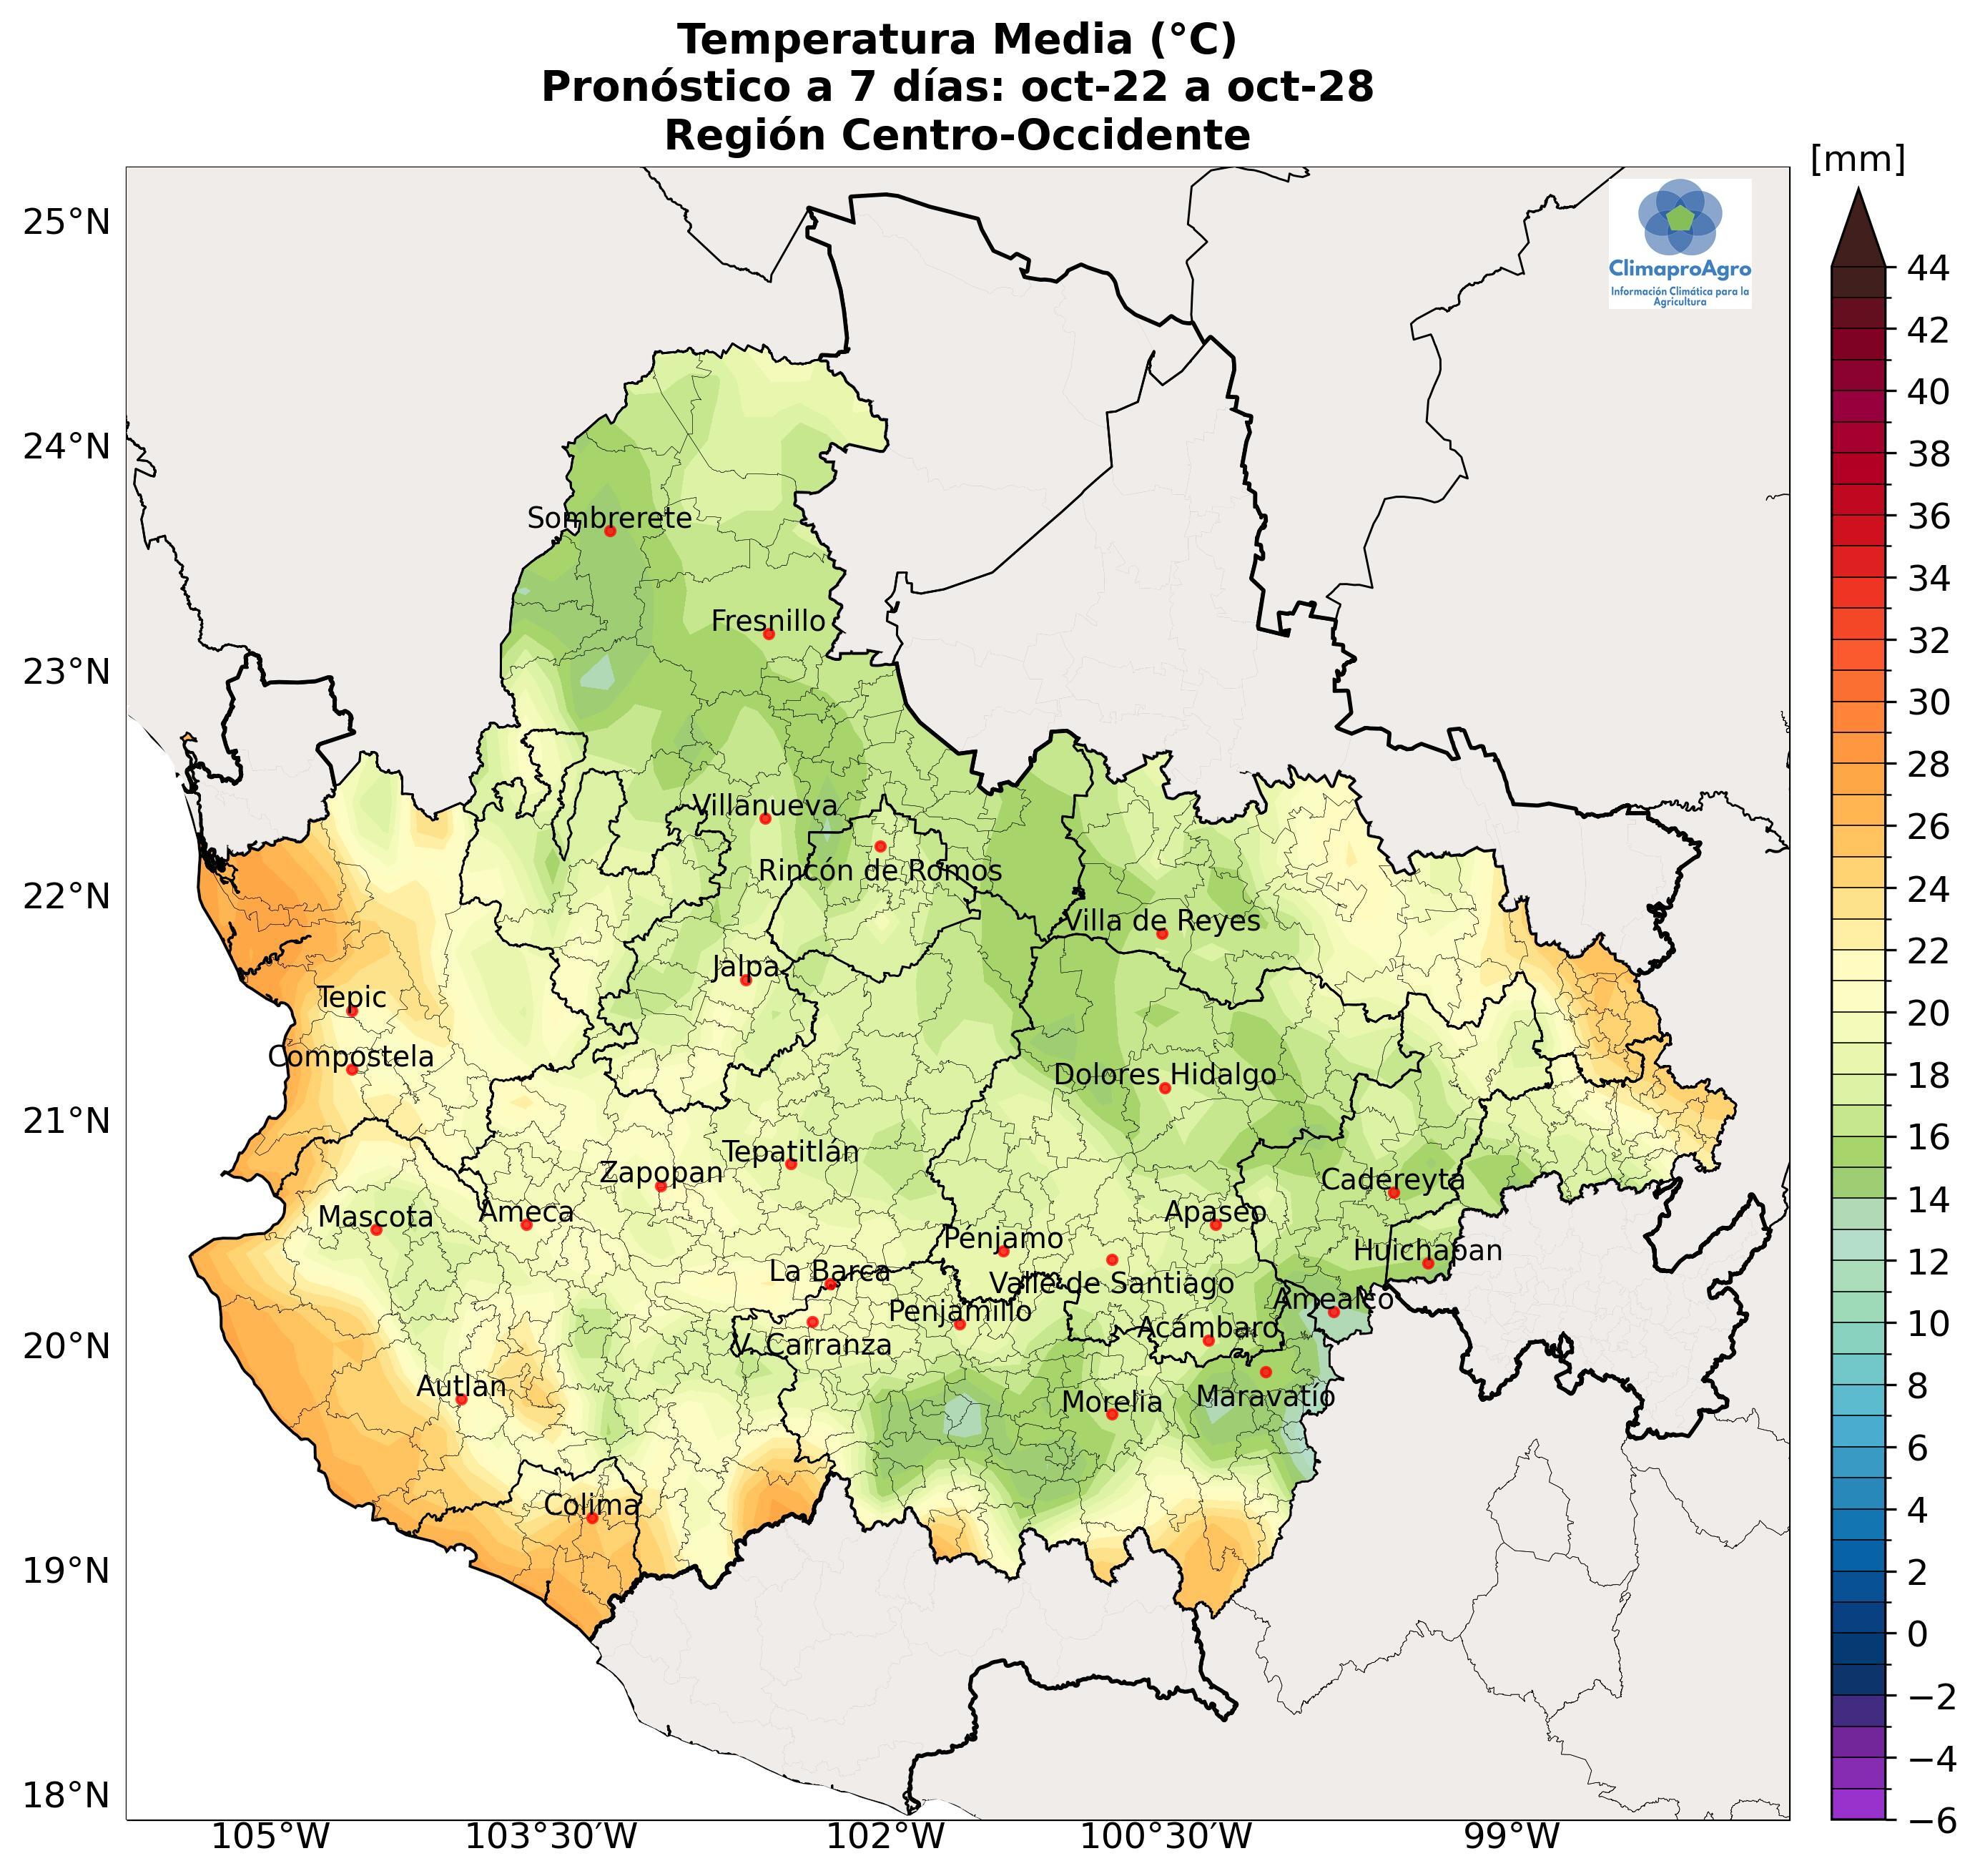 Temperatura Media (°C)
Pronóstico a 7 días: oct-22 a oct-28
Región Centro-Occidente
[mm]
ClimaproAgro
Información Climática para la
Agricultura
25°N
24°N
23°N
22°N
21°N
20°N
19°N
18°N
105°W
103°30′W
102°W
100°30′W
99°W
44
42
40
38
36
34
32
30
28
26
24
22
20
18
16
14
12
10
8
6
4
2
0
−2
−4
−6
Sombrerete
Fresnillo
Villanueva
Rincón de Romos
Villa de Reyes
Jalpa
Tepic
Compostela
Dolores Hidalgo
Tepatitlán
Zapopan
Cadereyta
Mascota
Ameca
Apaseo
Pénjamo
Huichapan
La Barca
Valle de Santiago
Amealco
Penjamillo
Acámbaro
V. Carranza
Autlan
Morelia
Maravatío
Colima